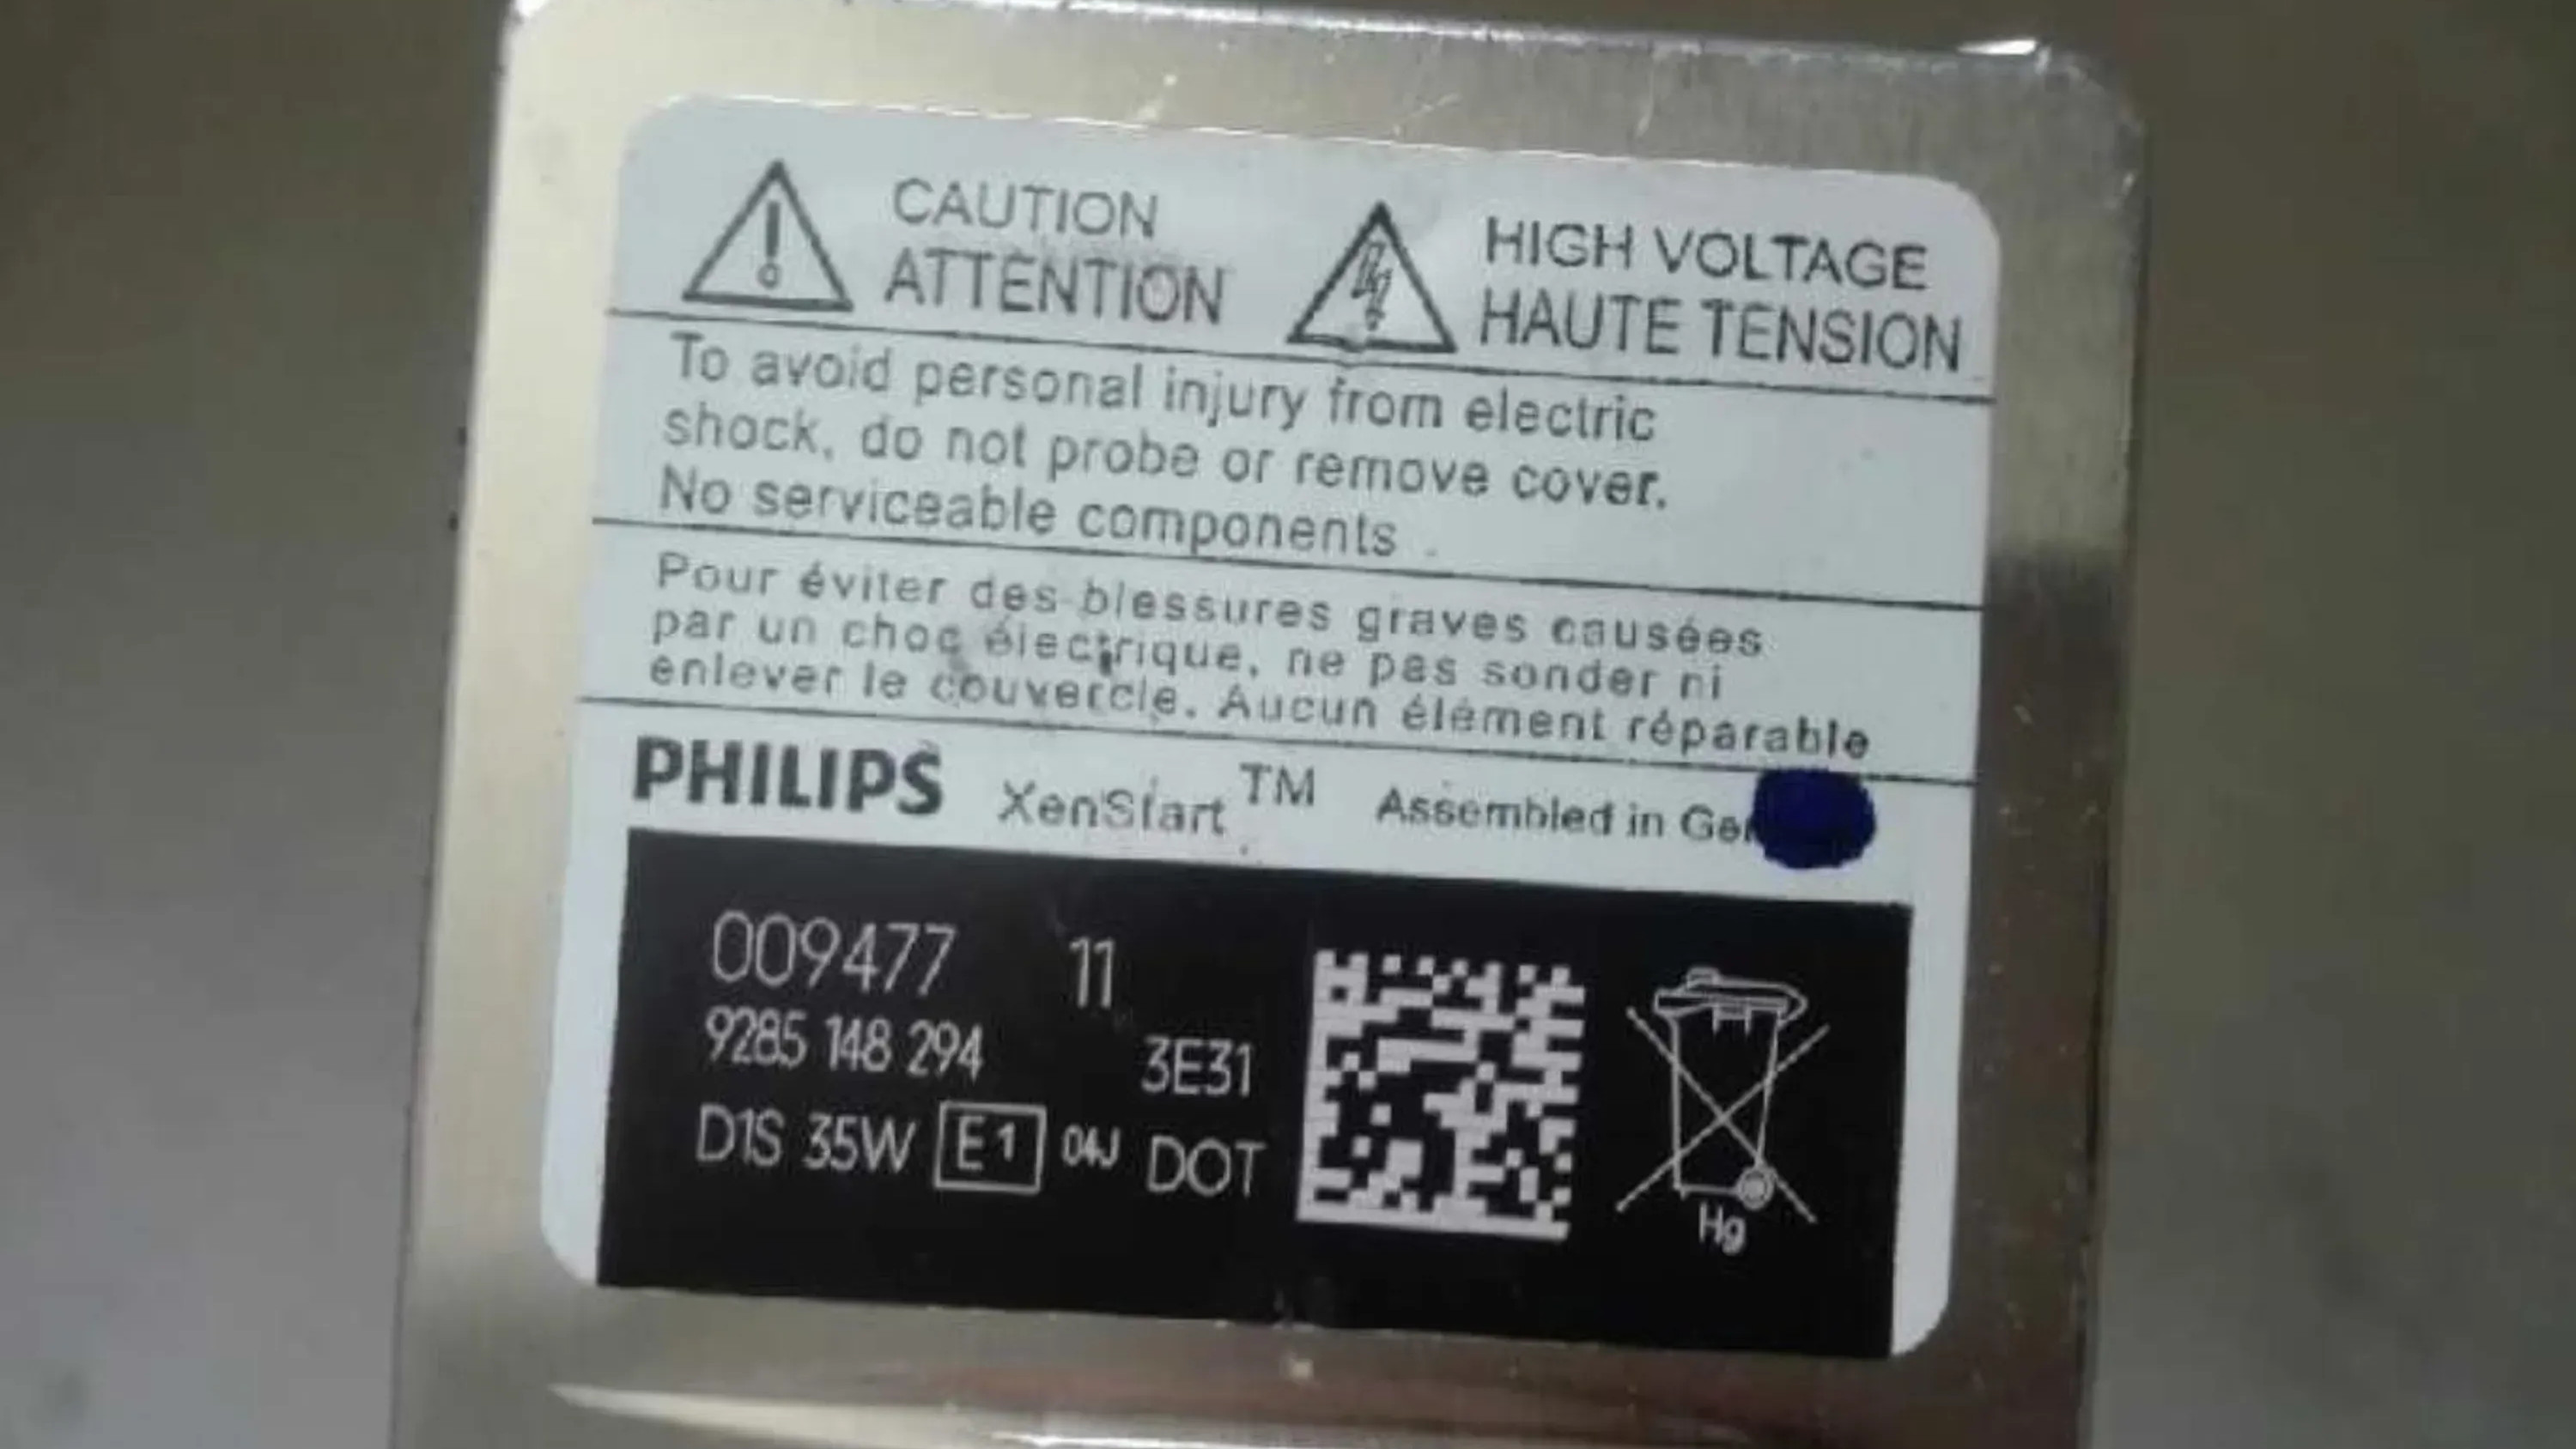 CAUTION
ATTENTION
HIGH VOLTAGE
HAUTE TENSION
To avoid personal injury from electric
shock, do not probe or remove cover.
No serviceable components
Pour éviter des blessures graves causées
par un choc électrique, ne pas sonder ni
enlever le couvercle. Aucun élément réparable
PHILIPS XenStart TM Assembled in
009477 11
9285 148 294 3E31
D1S 35W E1 04J DOT
Hg